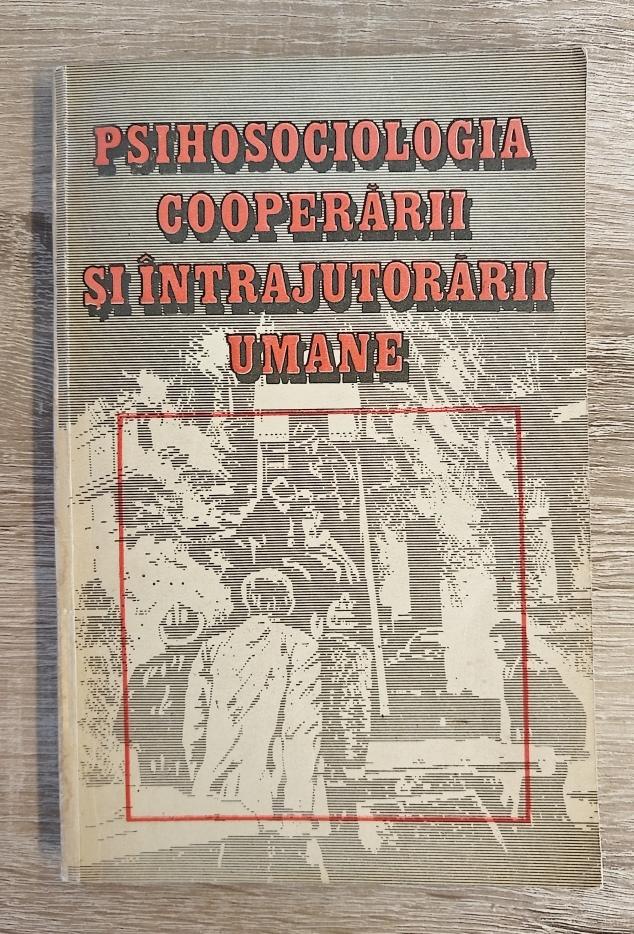 PSIHOSOCIOLOGIA
COOPERĂRII
ȘI ÎNTRAJUTORĂRII
UMANE